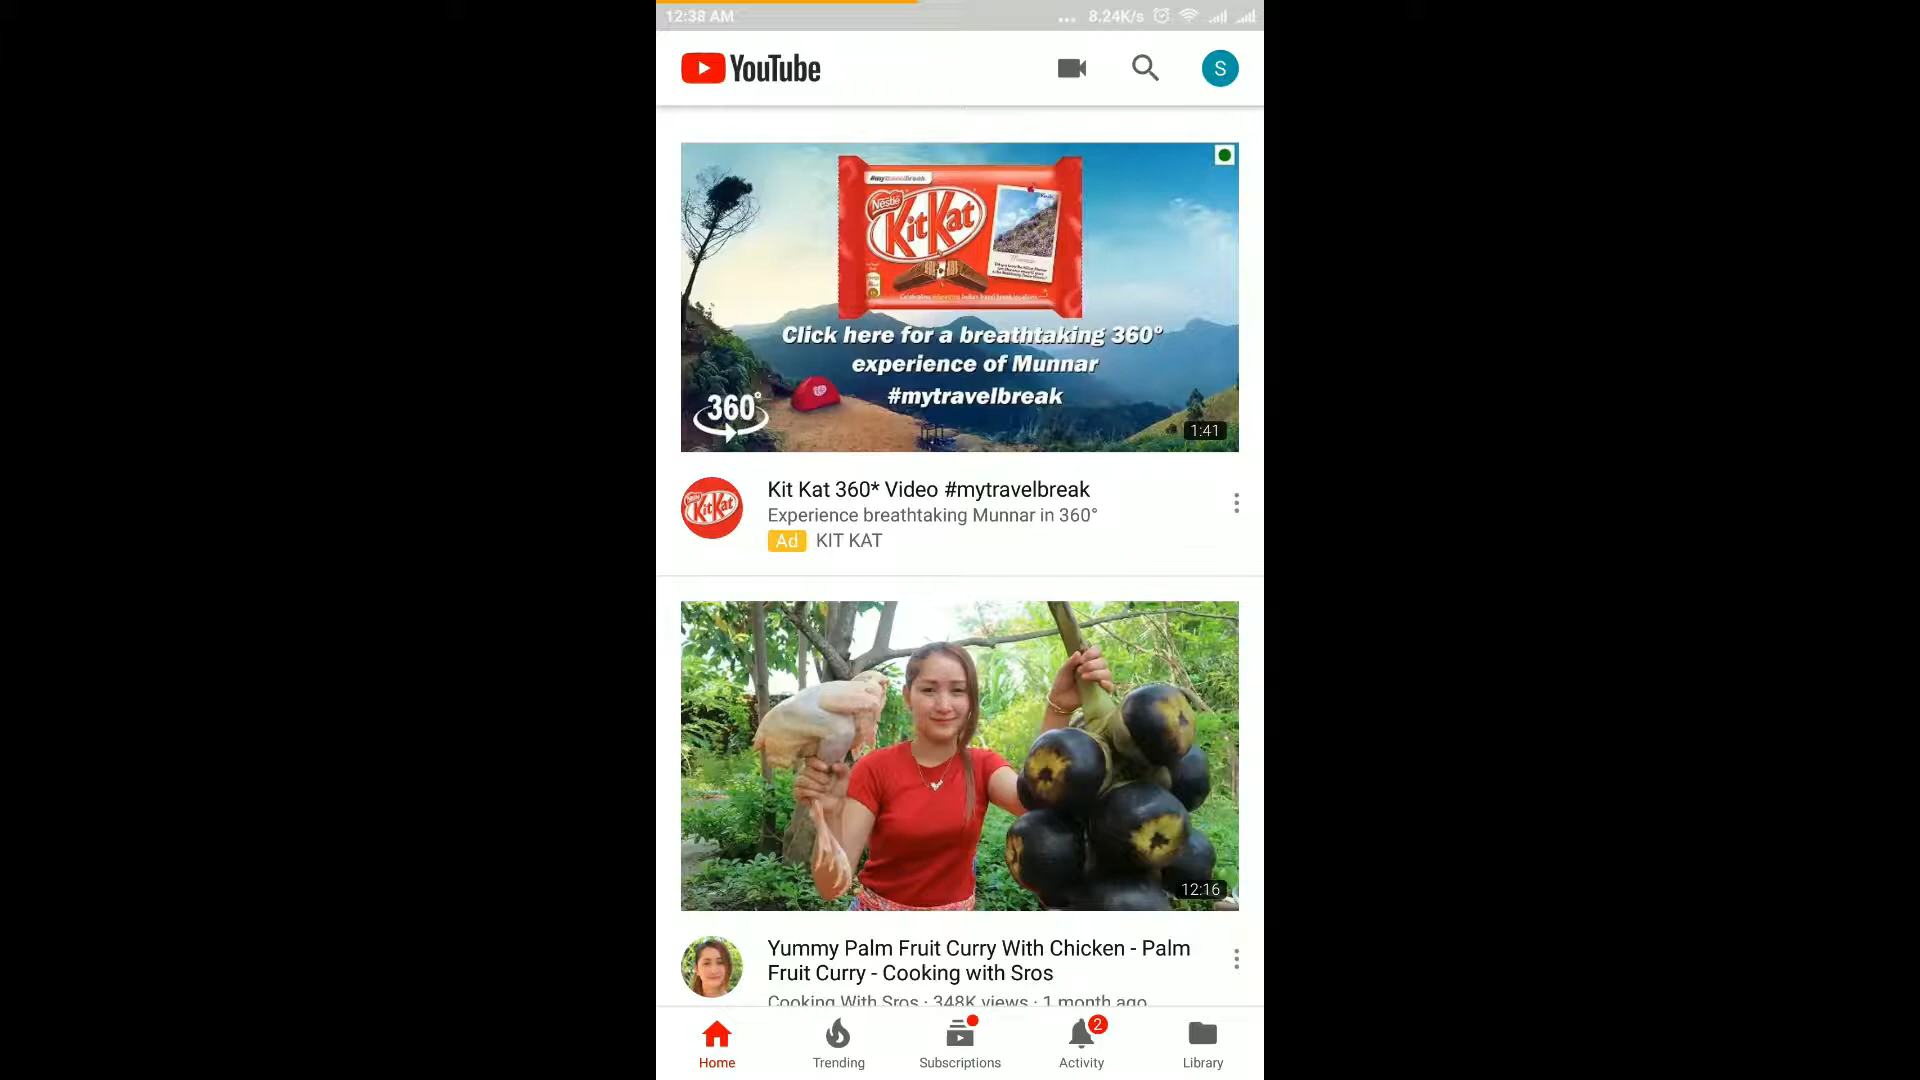 12:38 AM
... 8.24K/s
YouTube
S
#mytravelbreak
Nestle
KitKat
Click here for a breathtaking 360°
experience of Munnar
#mytravelbreak
360°
1:41
Kit Kat 360* Video #mytravelbreak
Experience breathtaking Munnar in 360°
Ad KIT KAT
12:16
Yummy Palm Fruit Curry With Chicken - Palm
Fruit Curry - Cooking with Sros
Cooking With Sros · 348K views · 1 month ago
2
Home Trending Subscriptions Activity Library